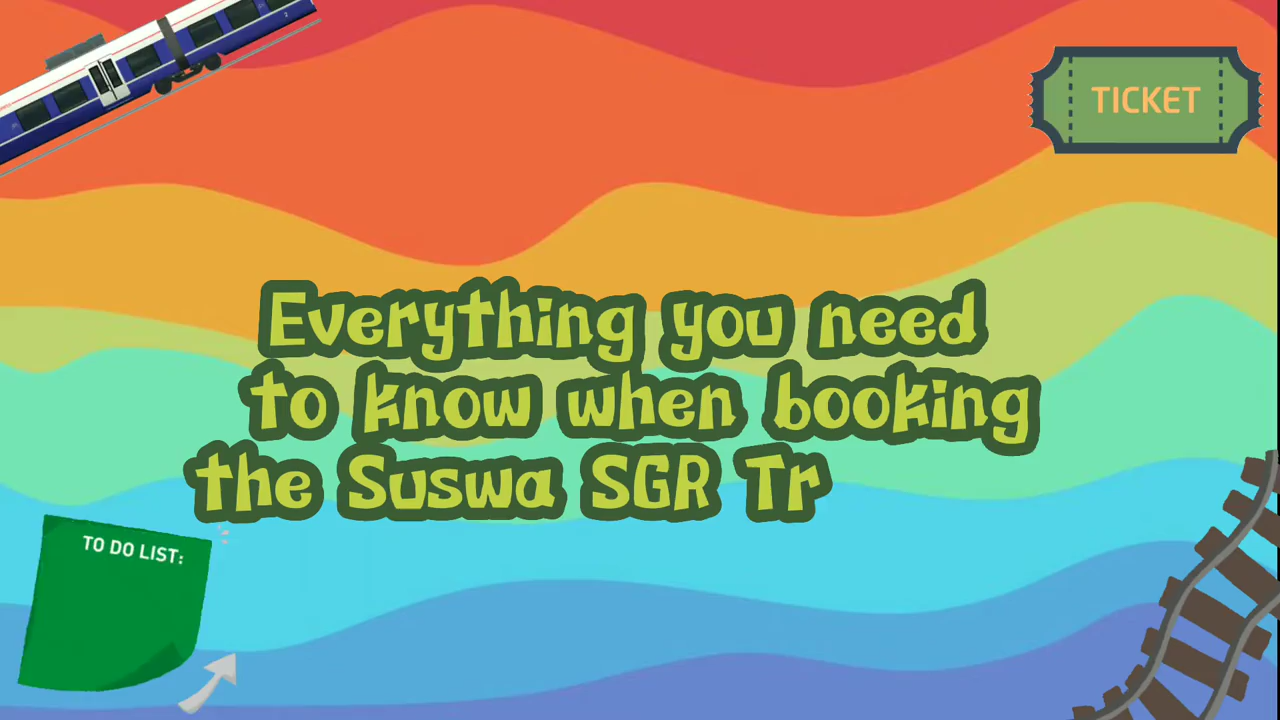 TICKET
Everything you need
to know when booking
the Suswa SGR Tr
TO DO LIST: